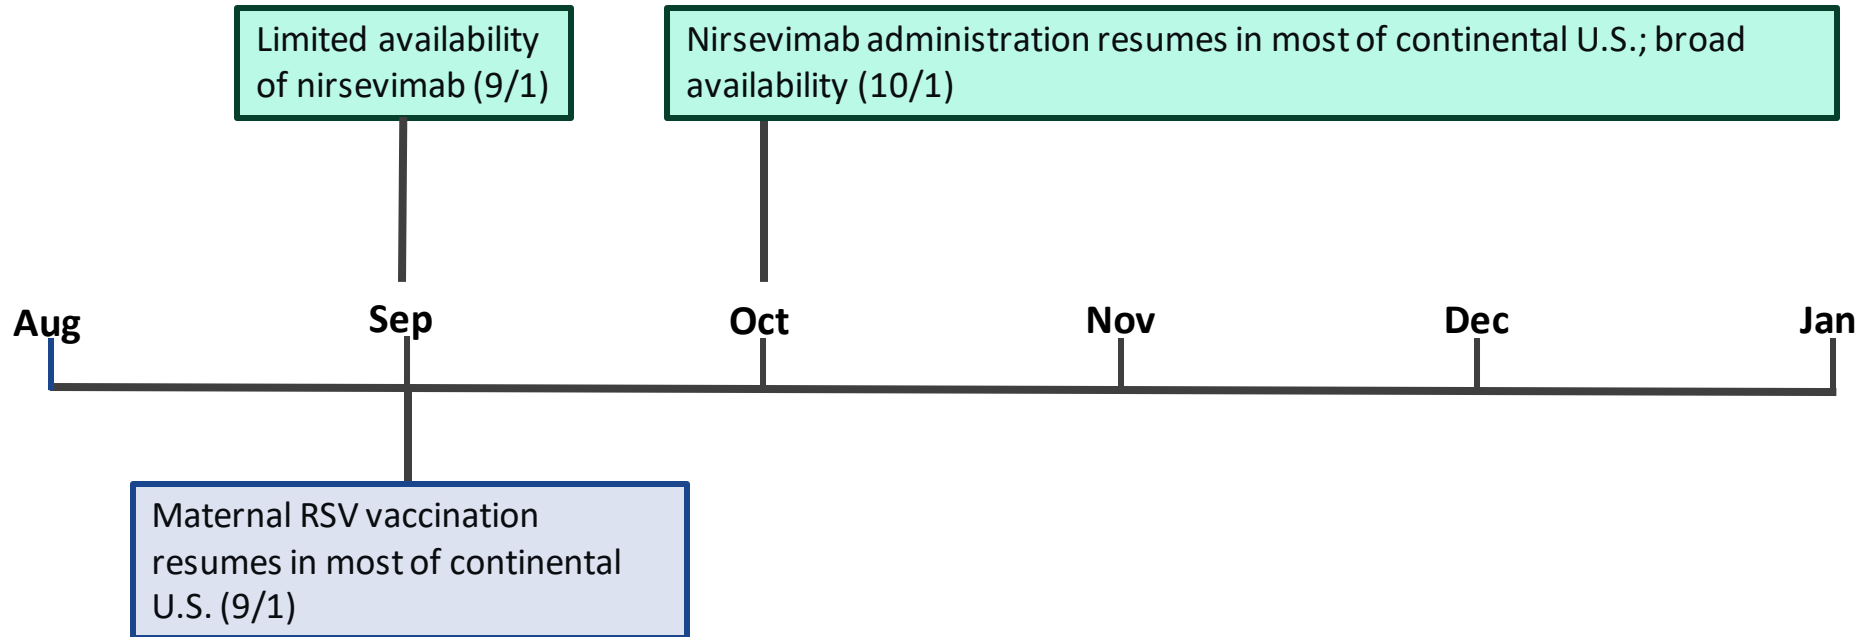 Limited availability
of nirsevimab (9/1)
Nirsevimab administration resumes in most of continental U.S.; broad
availability (10/1)
Aug
Sep
Oct
Nov
Dec
Jan
Maternal RSV vaccination
resumes in most of continental
U.S. (9/1)